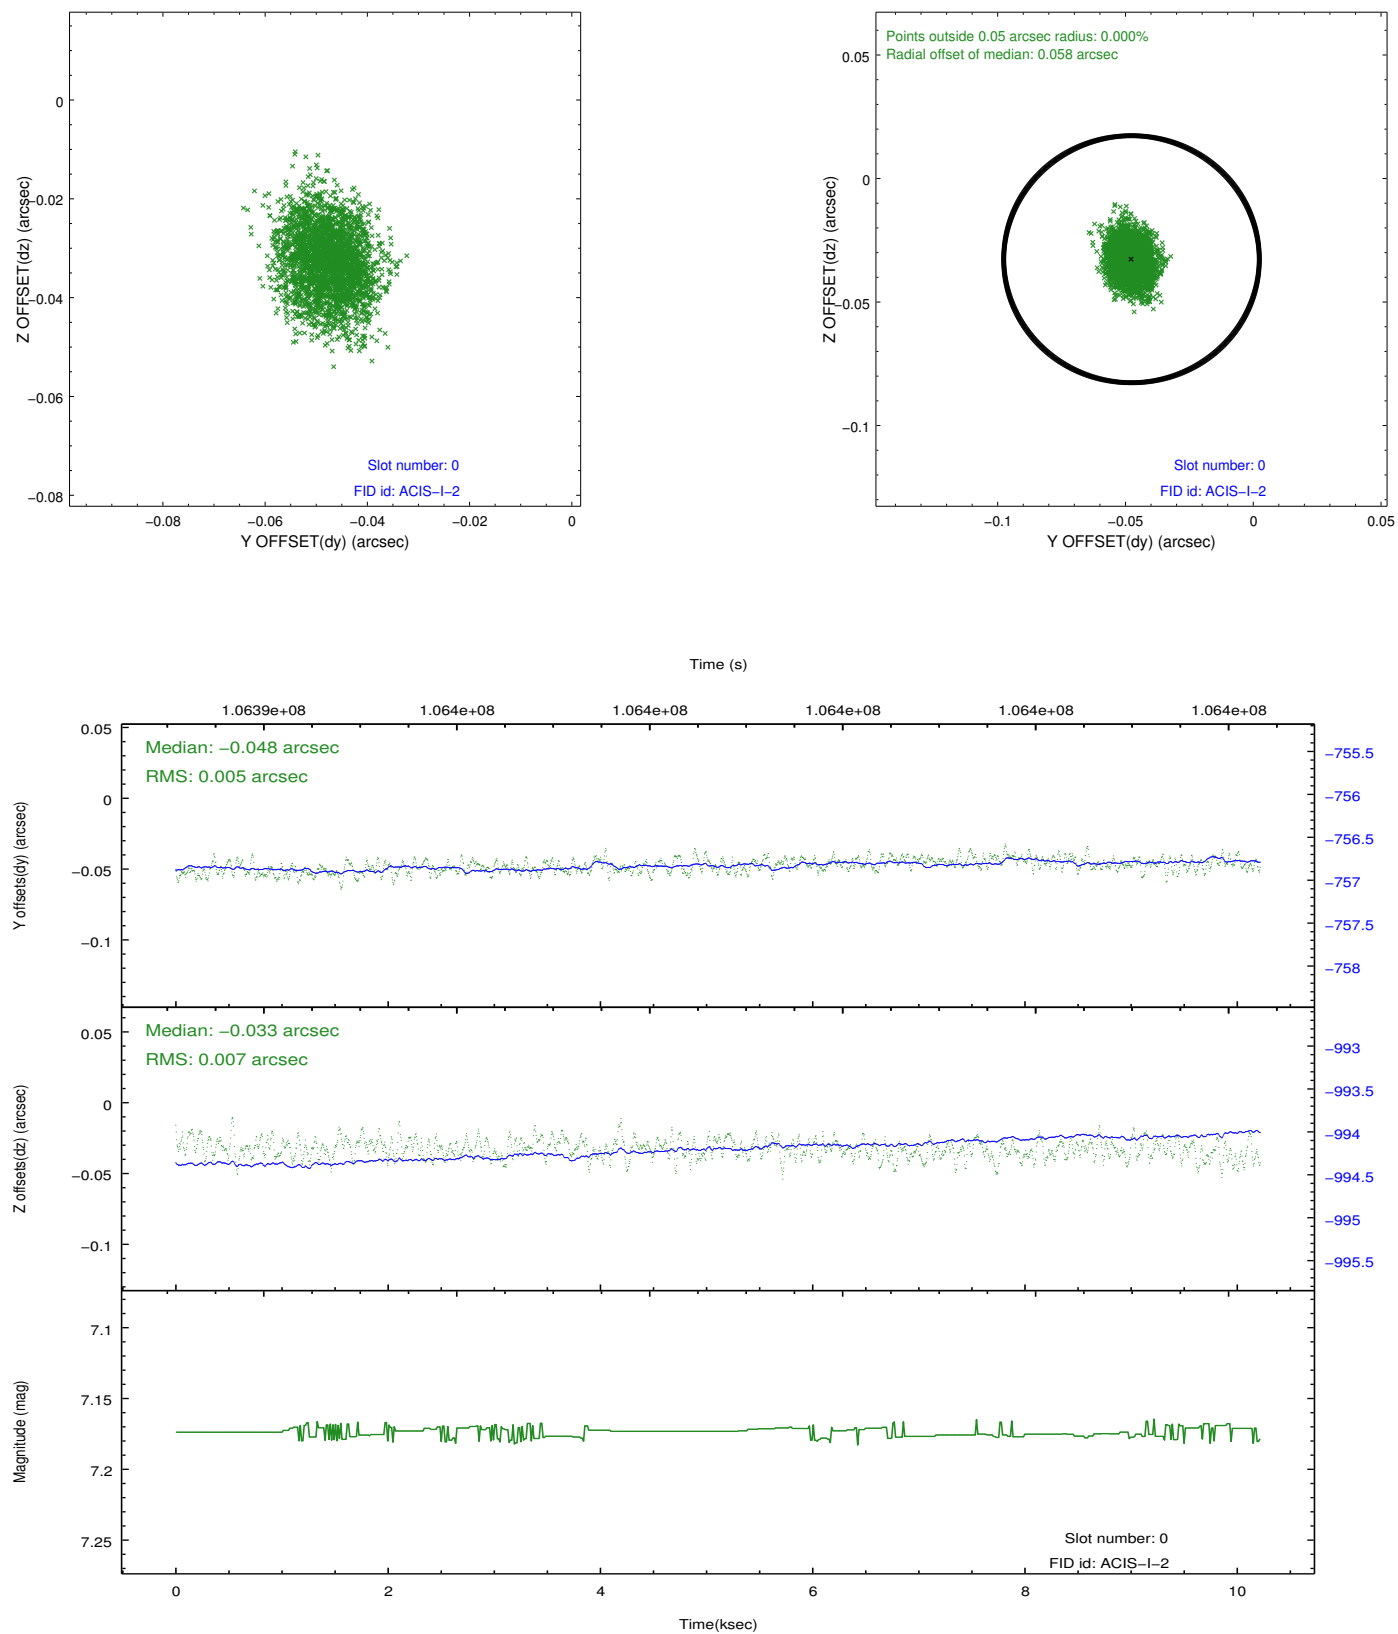 0
−0.02
−0.04
−0.06
−0.08
Z OFFSET(dz) (arcsec)
Slot number: 0
FID id: ACIS−I−2
−0.08 −0.06 −0.04 −0.02 0
Y OFFSET(dy) (arcsec)
Points outside 0.05 arcsec radius: 0.000%
Radial offset of median: 0.058 arcsec
0.05
0
−0.05
−0.1
Z OFFSET(dz) (arcsec)
Slot number: 0
FID id: ACIS−I−2
−0.1 −0.05 0 0.05
Y OFFSET(dy) (arcsec)
Time (s)
1.0639e+08 1.064e+08 1.064e+08 1.064e+08 1.064e+08 1.064e+08
Median: −0.048 arcsec
RMS: 0.005 arcsec
0.05
0
−0.05
−0.1
Y offsets(dy) (arcsec)
−755.5
−756
−756.5
−757
−757.5
−758
Median: −0.033 arcsec
RMS: 0.007 arcsec
0.05
0
−0.05
−0.1
Z offsets(dz) (arcsec)
−993
−993.5
−994
−994.5
−995
−995.5
7.1
7.15
7.2
7.25
Magnitude (mag)
Slot number: 0
FID id: ACIS−I−2
0 2 4 6 8 10
Time(ksec)